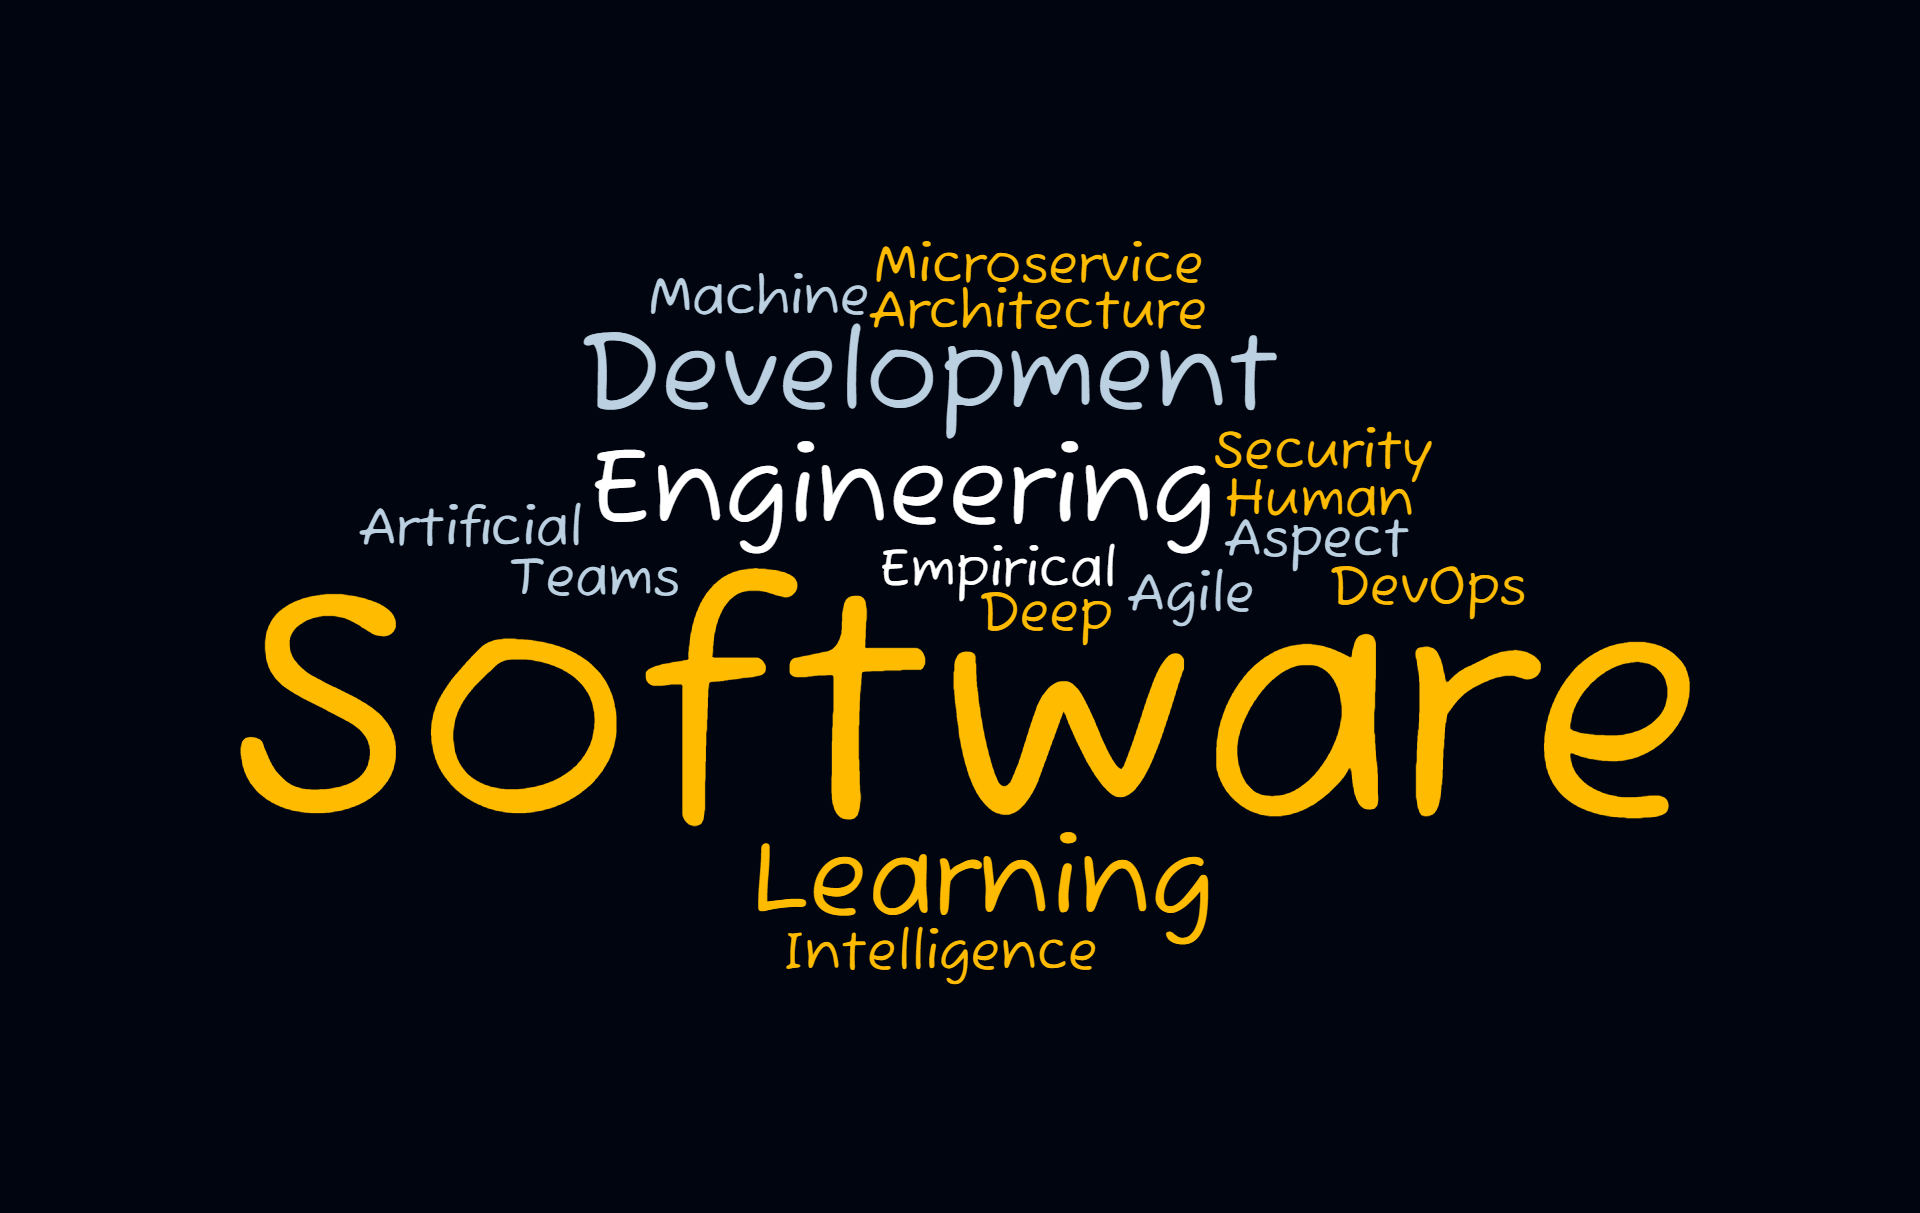 Microservice
Machine
Architecture
Development
Security
Engineering
Human
Artificial
Aspect
Empirical
Teams
DevOps
Agile
Deep
Software
Learning
Intelligence